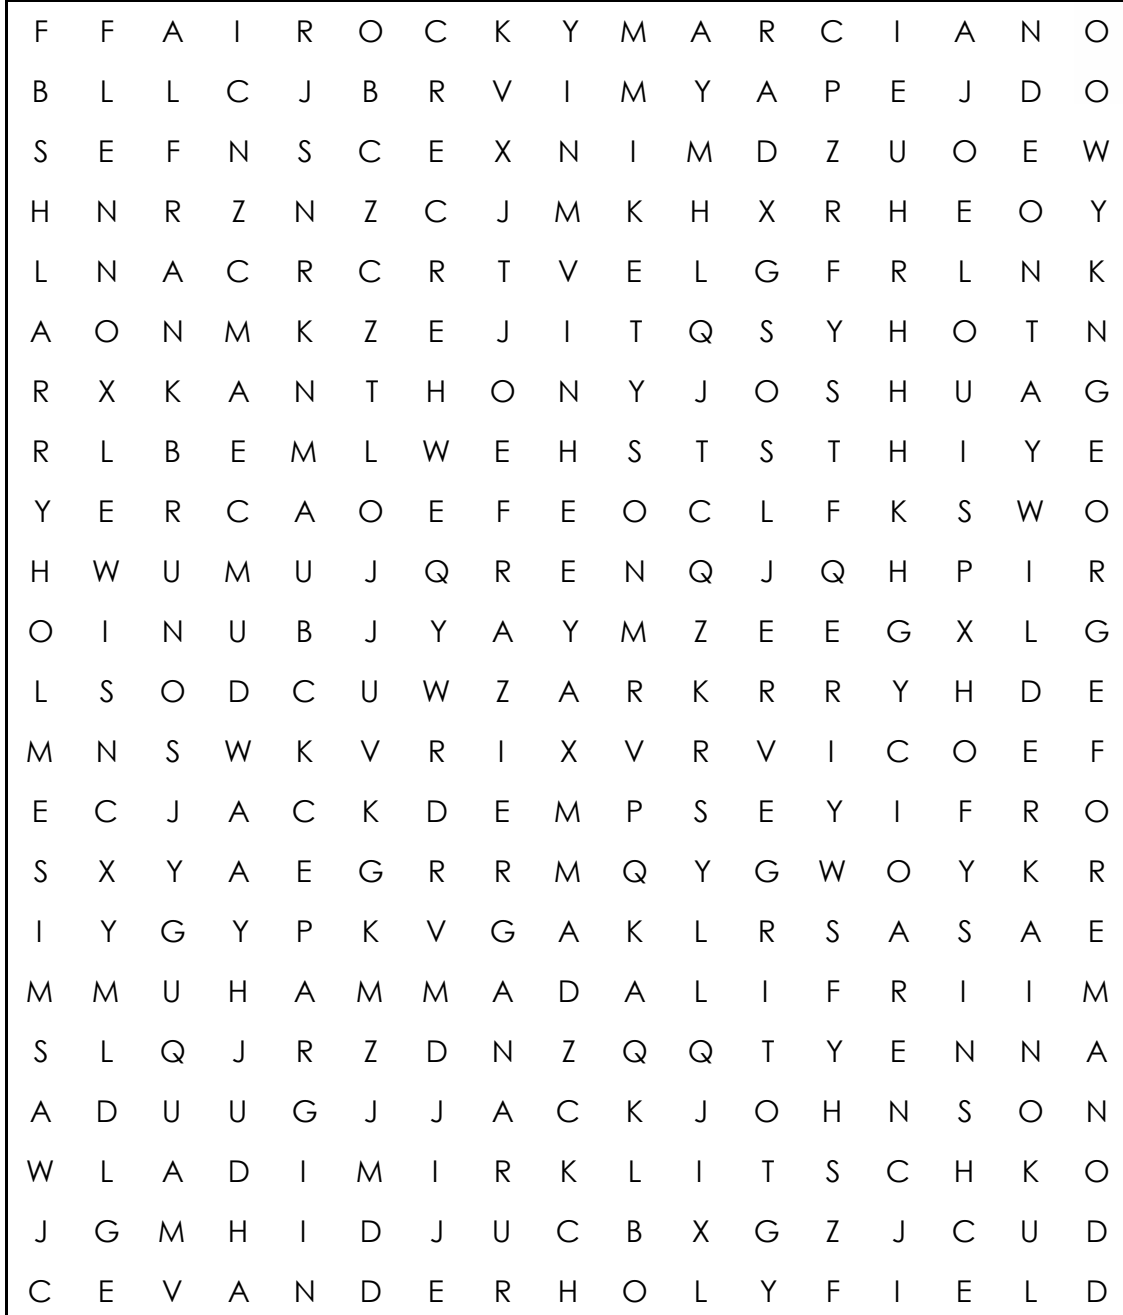 F F A I R O C K Y M A R C I A N O
B L L C J B R V I M Y A P E J D O
S E F N S C E X N I M D Z U O E W
H N R Z N Z C J M K H X R H E O Y
L N A C R C R T V E L G F R L N K
A O N M K Z E J I T Q S Y H O T N
R X K A N T H O N Y J O S H U A G
R L B E M L W E H S T S T H I Y E
Y E R C A O E F E O C L F K S W O
H W U M U J Q R E N Q J Q H P I R
O I N U B J Y A Y M Z E E G X L G
L S O D C U W Z A R K R R Y H D E
M N S W K V R I X V R V I C O E F
E C J A C K D E M P S E Y I F R O
S X Y A E G R R M Q Y G W O Y K R
I Y G Y P K V G A K L R S A S A E
M M U H A M M A D A L I F R I I M
S L Q J R Z D N Z Q Q T Y E N N A
A D U U G J J A C K J O H N S O N
W L A D I M I R K L I T S C H K O
J G M H I D J U C B X G Z J C U D
C E V A N D E R H O L Y F I E L D